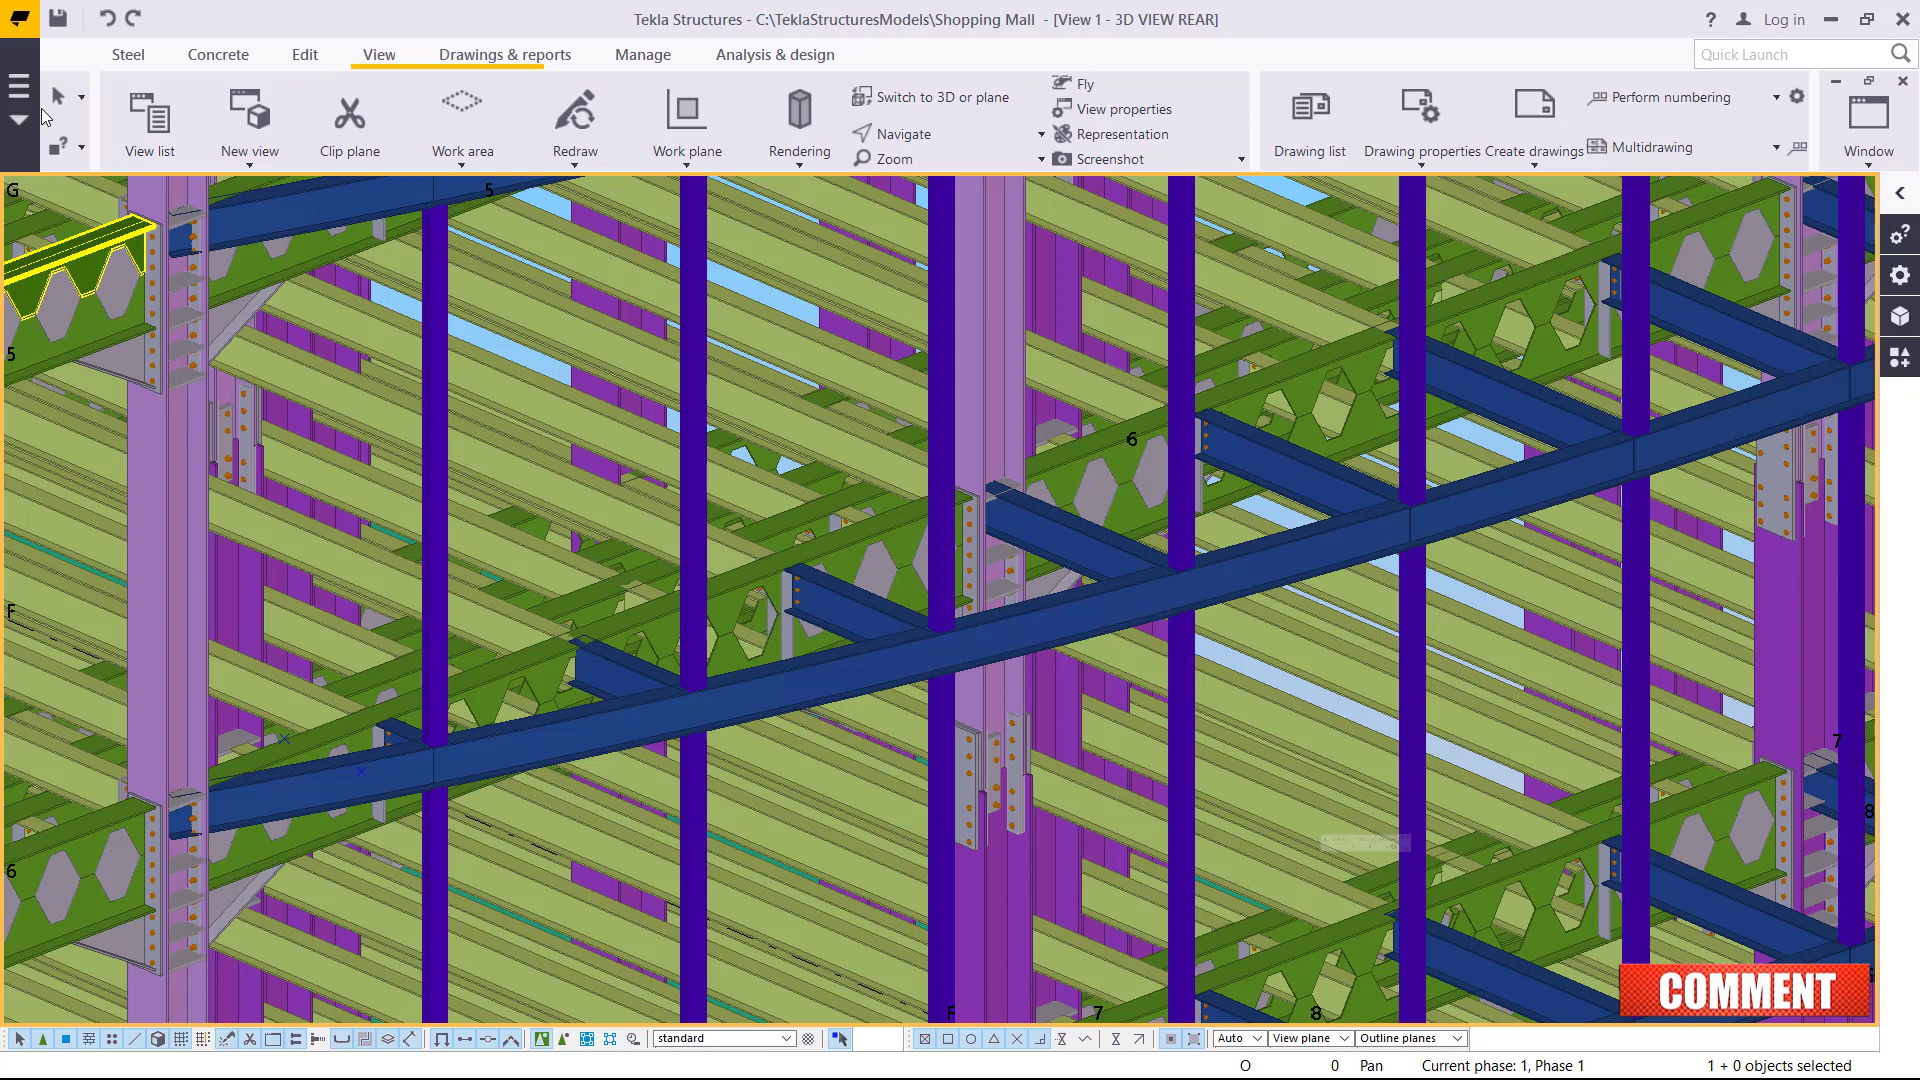 Tekla Structures - C:\TeklaStructuresModels\Shopping Mall - [View 1 - 3D VIEW REAR]
? Log in
Steel Concrete Edit View Drawings & reports Manage Analysis & design
Quick Launch
View list
New view
Clip plane
Work area
Redraw
Work plane
Rendering
Switch to 3D or plane
Navigate
Zoom
Fly
View properties
Representation
Screenshot
Drawing list
Drawing properties
Create drawings
Perform numbering
Multidrawing
Window
G
5
5
6
F
7
8
6
F
7
8
COMMENT
standard
Auto
View plane
Outline planes
O 0 Pan Current phase: 1, Phase 1 1 + 0 objects selected